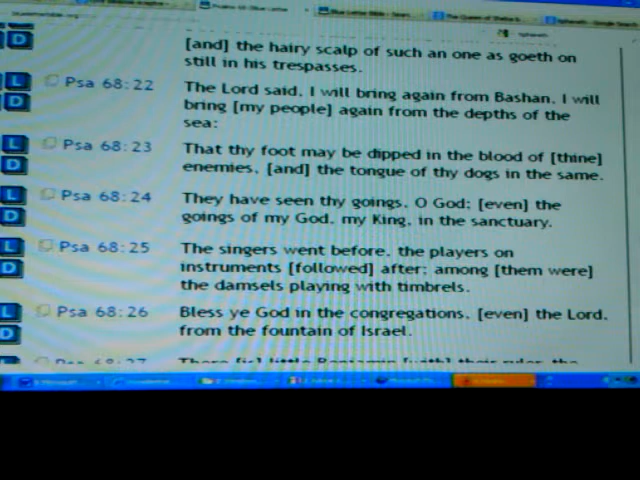 [and] the hairy scalp of such an one as goeth on
still in his trespasses.
D
L
Psa 68:22
The Lord said, I will bring again from Bashan, I will
D
bring [my people] again from the depths of the
sea:
L
Psa 68:23
That thy foot may be dipped in the blood of [thine]
D
enemies, [and] the tongue of thy dogs in the same.
L
Psa 68:24
They have seen thy goings, O God; [even] the
D
goings of my God, my King, in the sanctuary.
L
Psa 68:25
The singers went before, the players on
D
instruments [followed] after; among [them were]
the damsels playing with timbrels.
L
Psa 68:26
Bless ye God in the congregations, [even] the Lord,
D
from the fountain of Israel.